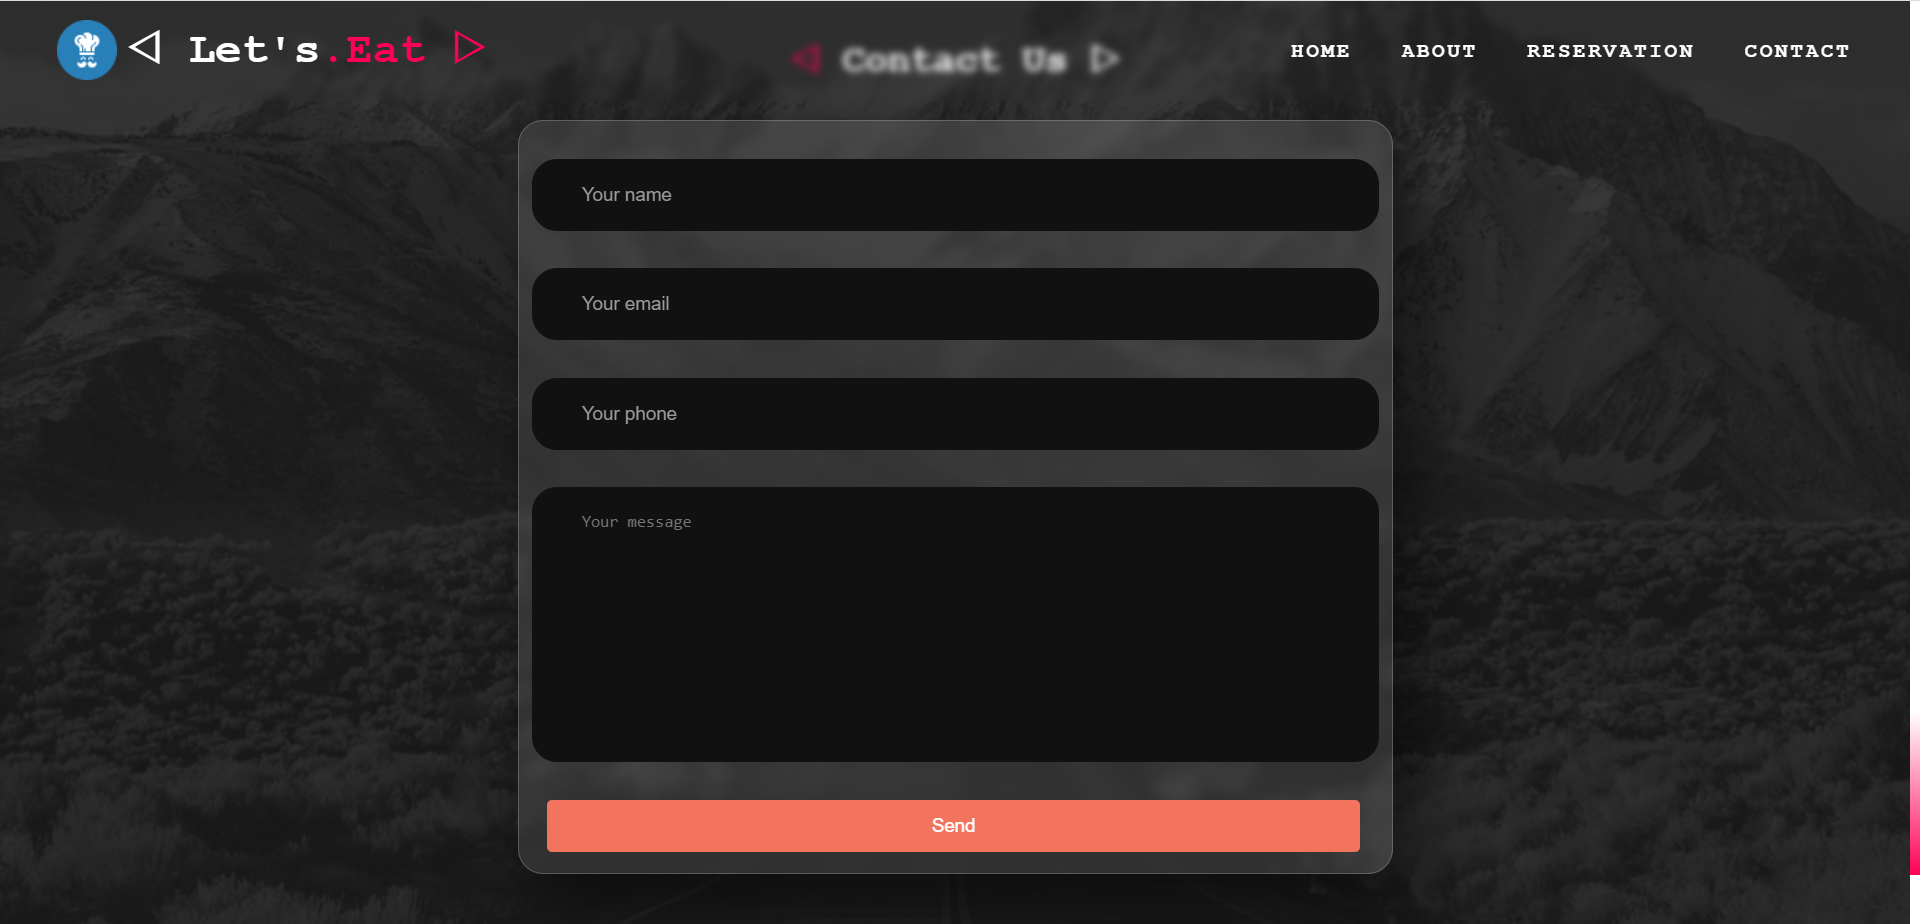 ◁ Let's.Eat ▷
◁ Contact Us ▷
HOME ABOUT RESERVATION CONTACT
Your name
Your email
Your phone
Your message
Send